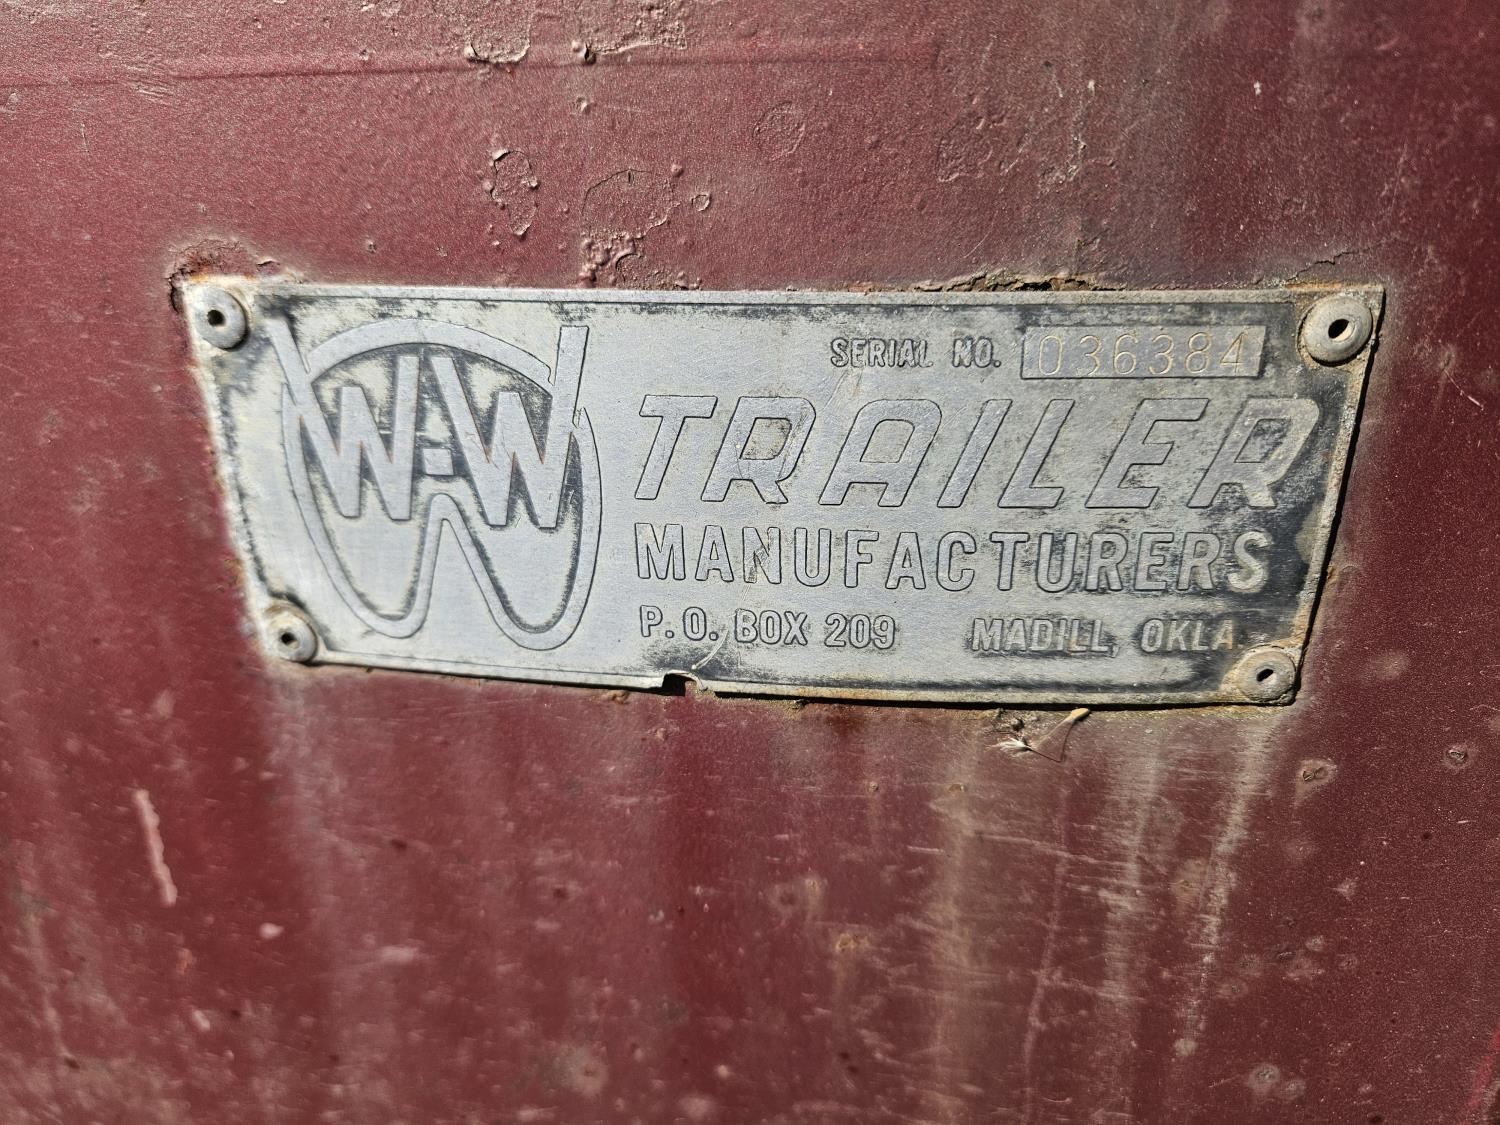 W-W
SERIAL NO. 036384
TRAILER
MANUFACTURERS
P.O. BOX 209 MADILL, OKLA.